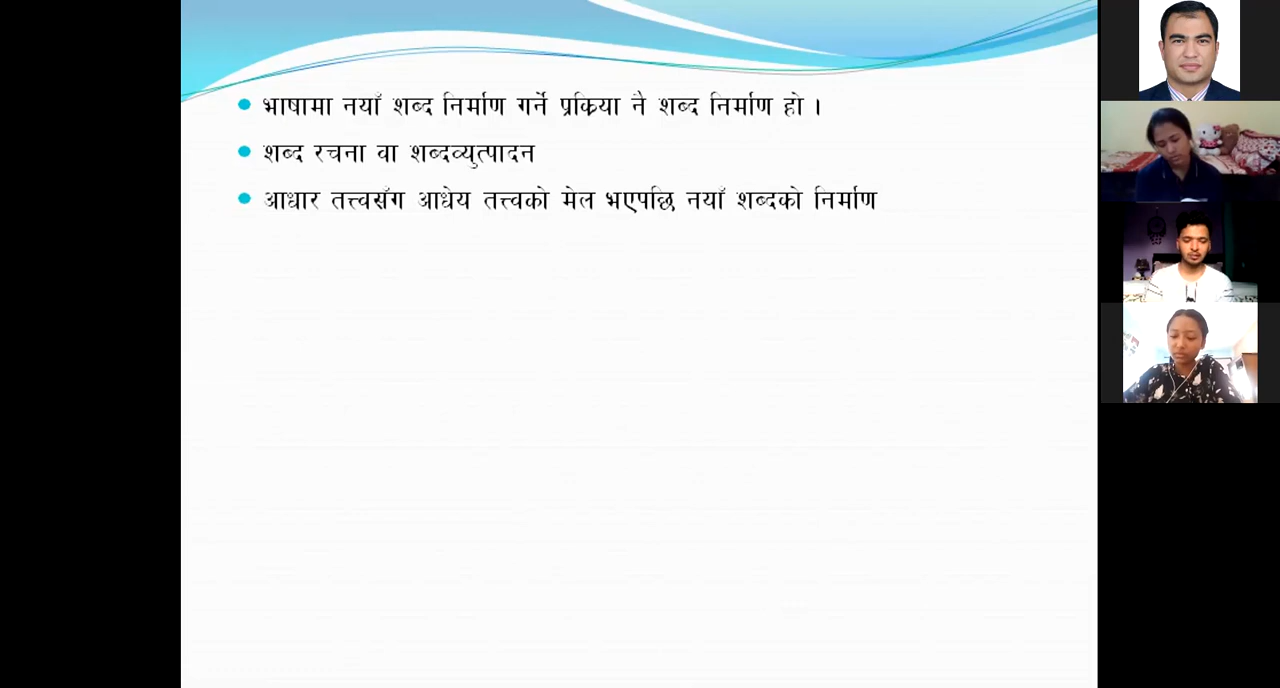 भाषामा नयाँ शब्द निर्माण गर्ने प्रक्रिया नै शब्द निर्माण हो ।
शब्द रचना वा शब्दव्युत्पादन
आधार तत्त्वसँग आधेय तत्त्वको मेल भएपछि नयाँ शब्दको निर्माण